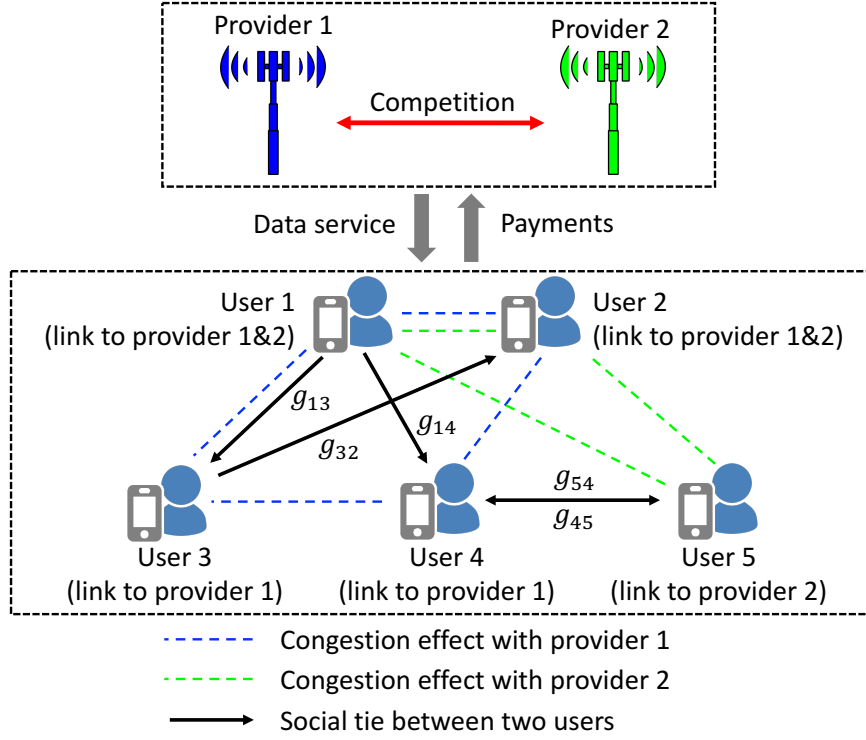 Provider 1
Provider 2
Competition
Data service
Payments
User 1
(link to provider 1&2)
User 2
(link to provider 1&2)
g₁₃
g₃₂
g₁₄
g₅₄
g₄₅
User 3
(link to provider 1)
User 4
(link to provider 1)
User 5
(link to provider 2)
Congestion effect with provider 1
Congestion effect with provider 2
Social tie between two users